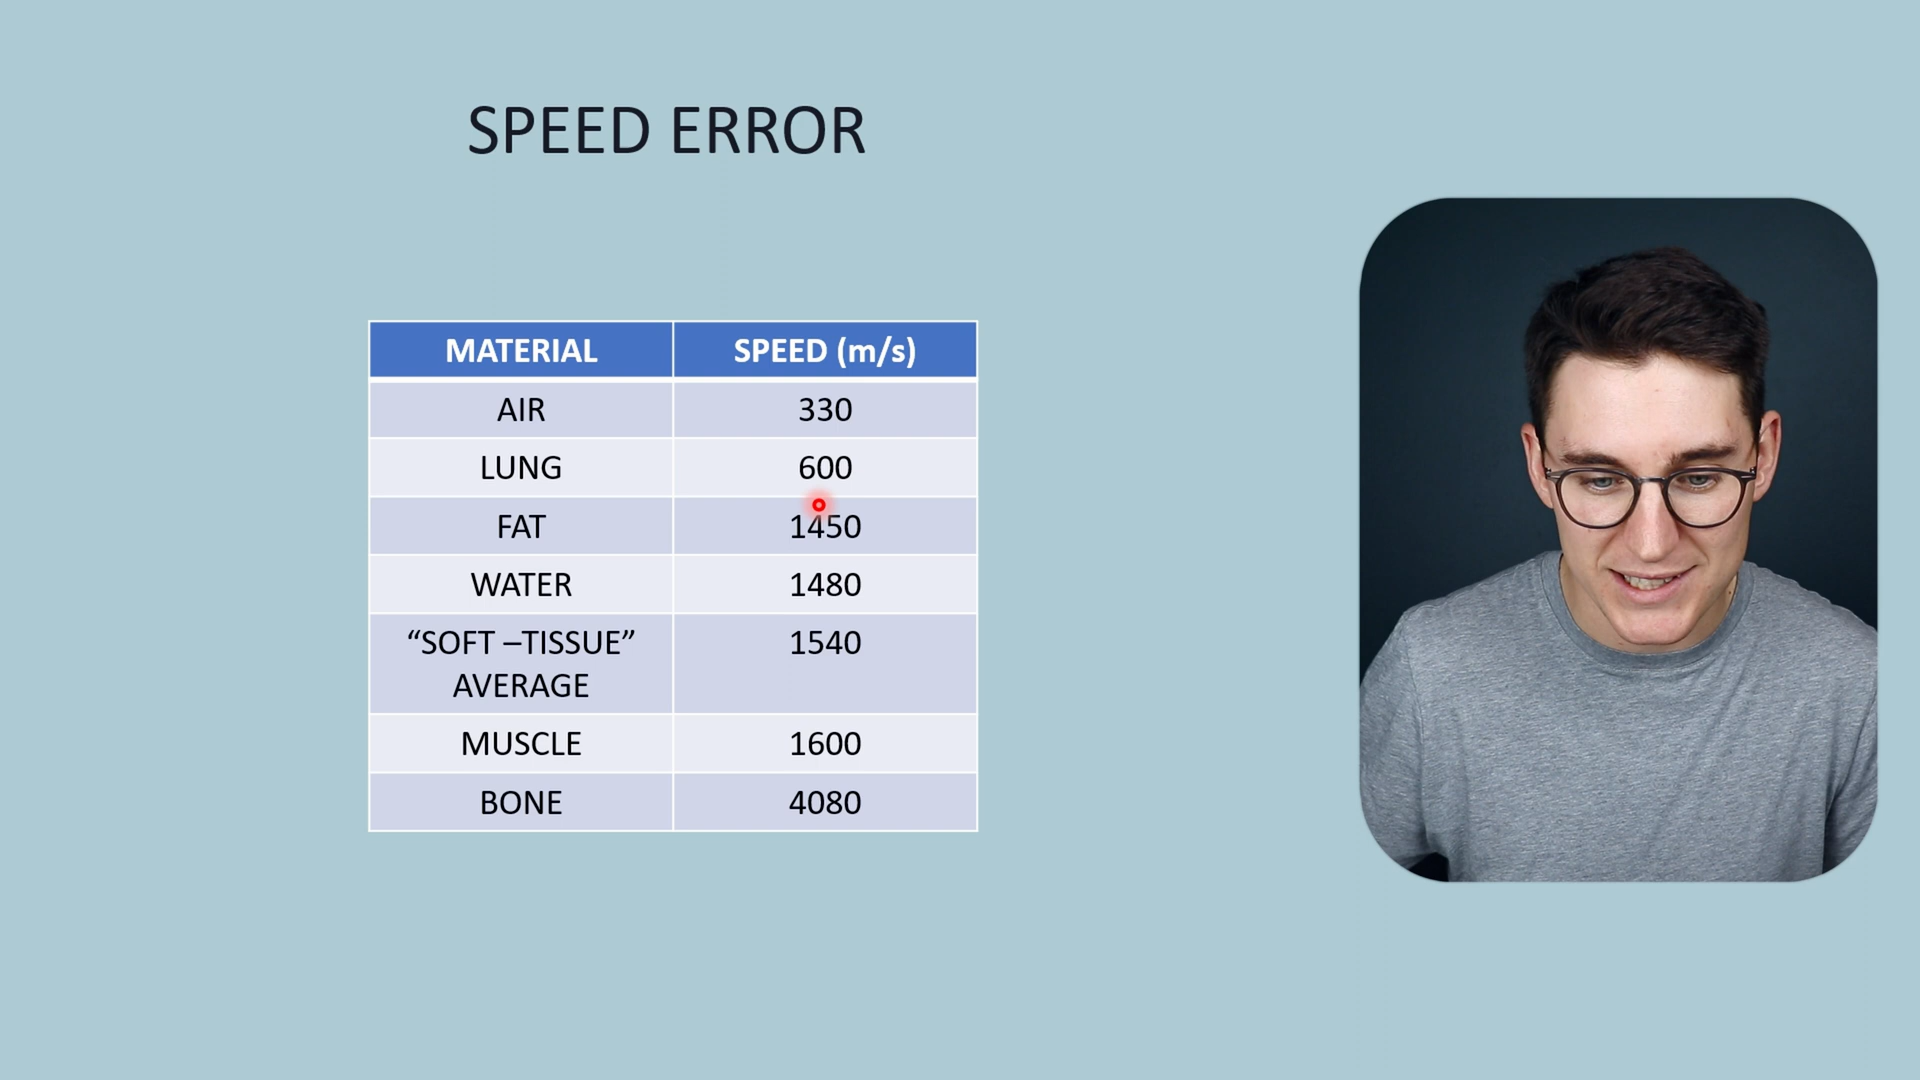 SPEED ERROR
MATERIAL SPEED (m/s)
AIR 330
LUNG 600
FAT 1450
WATER 1480
“SOFT –TISSUE” 1540
AVERAGE
MUSCLE 1600
BONE 4080